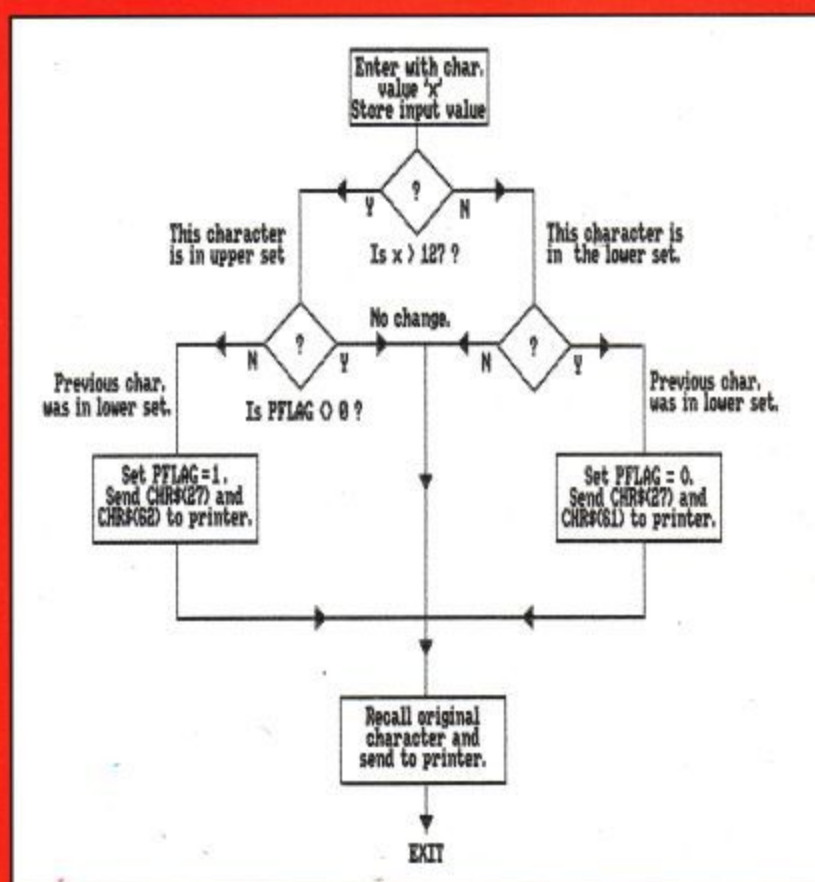 Enter with char.
value 'x'
Store input value
?
Y
N
This character
is in upper set
Is x > 127 ?
This character is
in the lower set.
No change.
?
N
Y
?
N
Y
Previous char.
was in lower set.
Is PFLAG <> 0 ?
Previous char.
was in lower set.
Set PFLAG =1.
Send CHR$(27) and
CHR$(62) to printer.
Set PFLAG = 0.
Send CHR$(27) and
CHR$(61) to printer.
Recall original
character and
send to printer.
EXIT